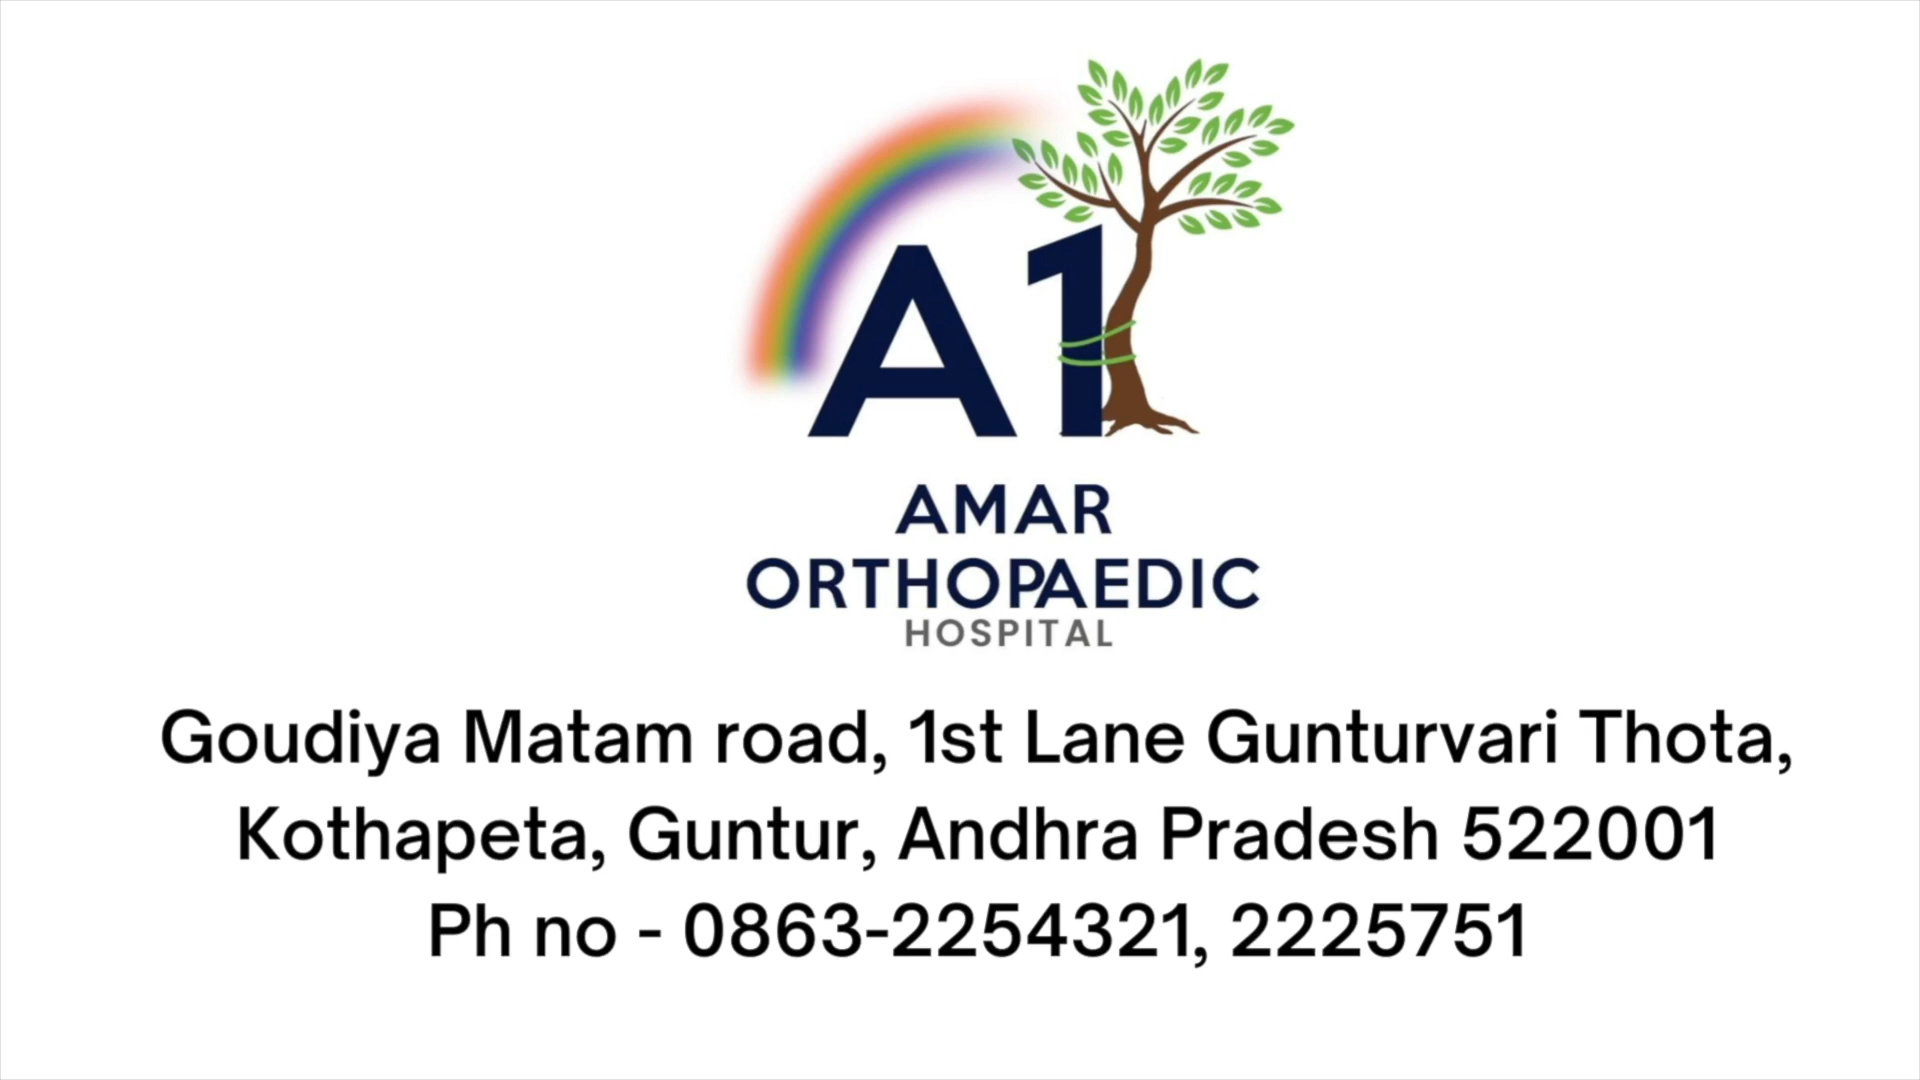 A1
AMAR
ORTHOPAEDIC
HOSPITAL
Goudiya Matam road, 1st Lane Gunturvari Thota,
Kothapeta, Guntur, Andhra Pradesh 522001
Ph no - 0863-2254321, 2225751